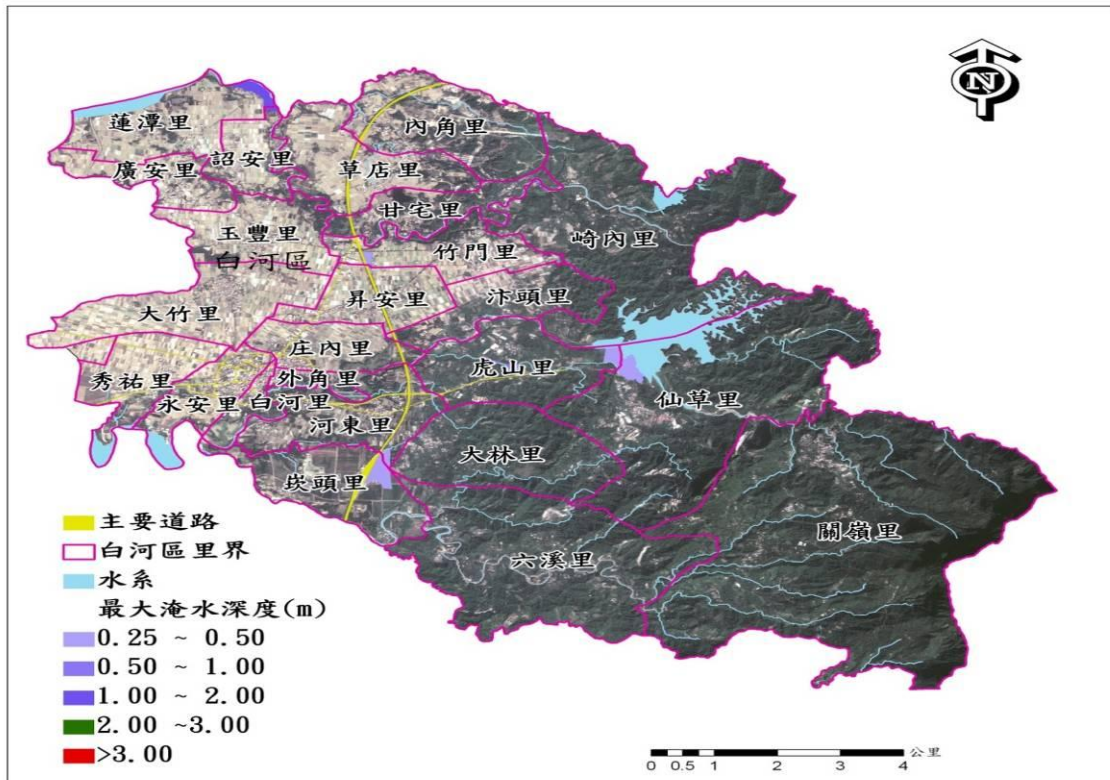 N
蓮潭里
內角里
詔安里
廣安里
草店里
甘宅里
玉豐里
崎內里
竹門里
白河區
昇安里
汴頭里
大竹里
庄內里
虎山里
外角里
秀祐里
仙草里
永安里
白河里
河東里
大林里
崁頭里
關嶺里
六溪里
主要道路
白河區里界
水系
最大淹水深度(m)
0.25 ~ 0.50
0.50 ~ 1.00
1.00 ~ 2.00
2.00 ~3.00
>3.00
公里
0 0.5 1 2 3 4